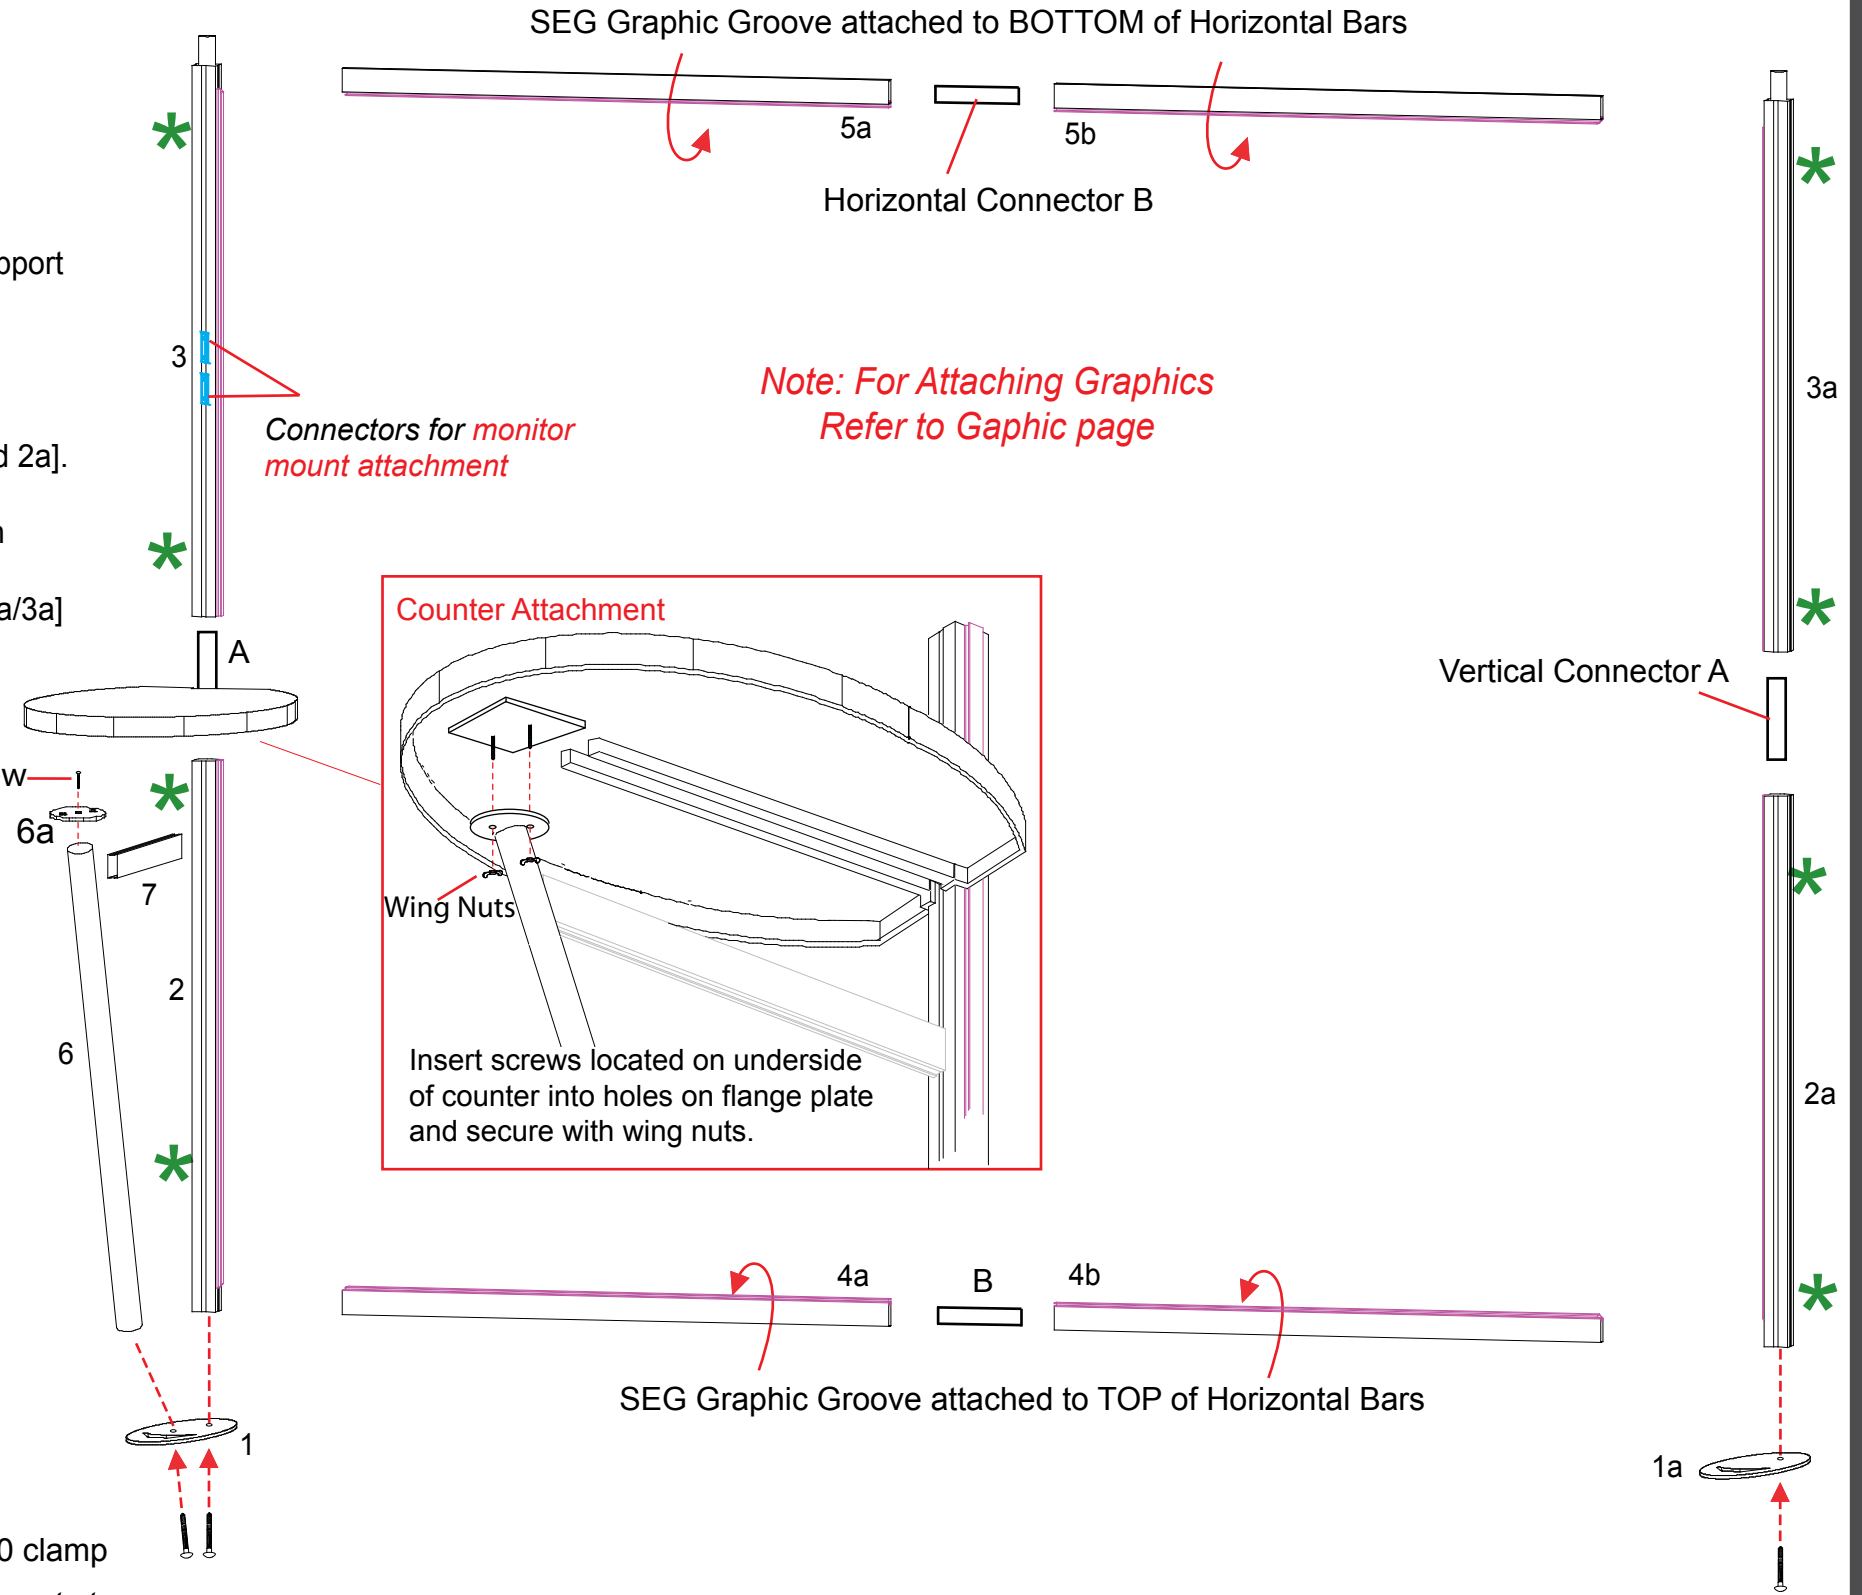 SEG Graphic Groove attached to BOTTOM of Horizontal Bars
5a
5b
Horizontal Connector B
3
Connectors for monitor
mount attachment
Note: For Attaching Graphics
Refer to Gaphic page
3a
2a].
a/3a]
A
Vertical Connector A
Counter Attachment
Wing Nuts
Insert screws located on underside
of counter into holes on flange plate
and secure with wing nuts.
6a
7
2
6
2a
4a
B
4b
SEG Graphic Groove attached to TOP of Horizontal Bars
1
1a
0 clamp